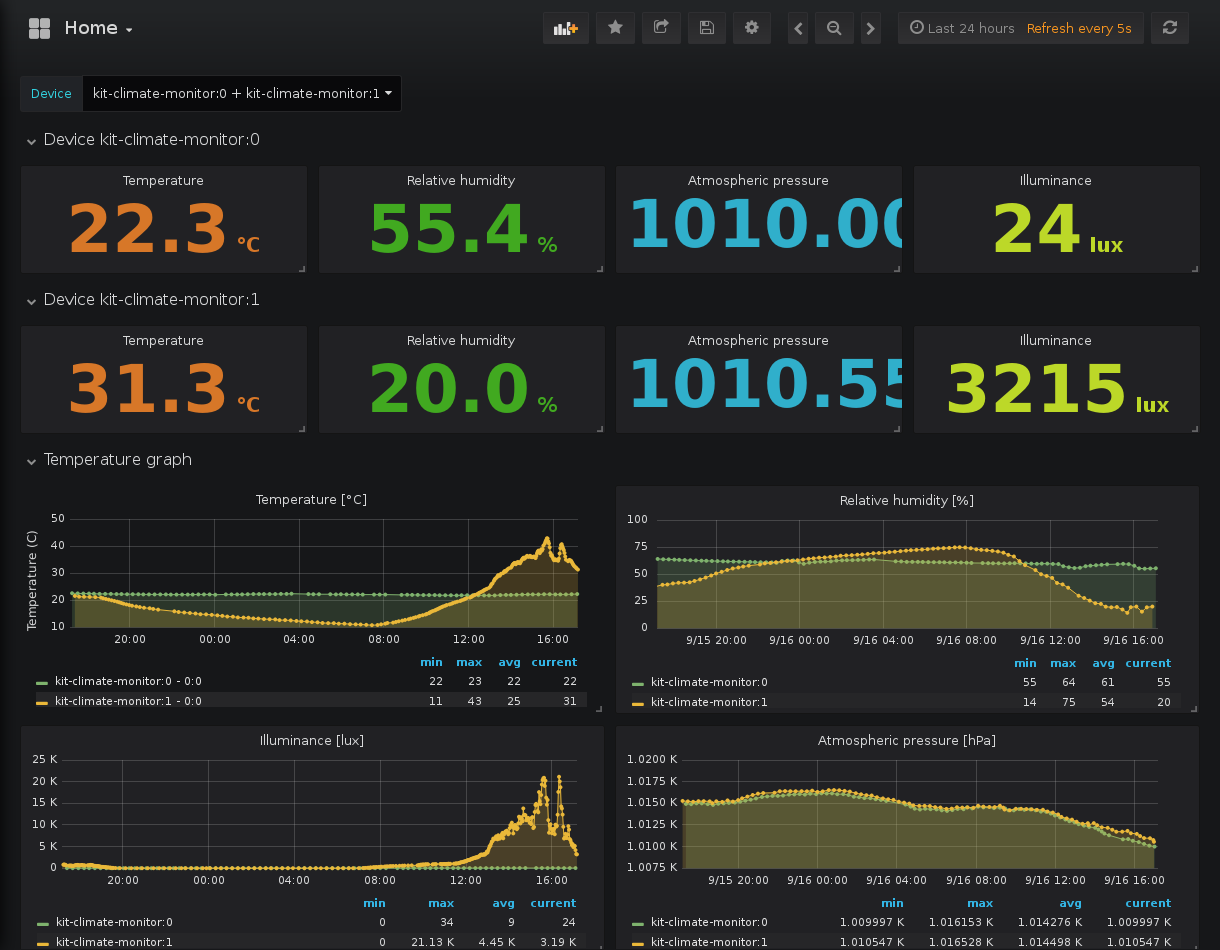 Home
Last 24 hours Refresh every 5s
Device kit-climate-monitor:0 + kit-climate-monitor:1
Device kit-climate-monitor:0
Temperature Relative humidity Atmospheric pressure Illuminance
22.3 °C 55.4 % 1010.00 24 lux
Device kit-climate-monitor:1
Temperature Relative humidity Atmospheric pressure Illuminance
31.3 °C 20.0 % 1010.55 3215 lux
Temperature graph
Temperature [°C]
Temperature (C)
50
40
30
20
10
20:00 00:00 04:00 08:00 12:00 16:00
min max avg current
kit-climate-monitor:0 - 0:0 22 23 22 22
kit-climate-monitor:1 - 0:0 11 43 25 31
Relative humidity [%]
100
75
50
25
0
9/15 20:00 9/16 00:00 9/16 04:00 9/16 08:00 9/16 12:00 9/16 16:00
min max avg current
kit-climate-monitor:0 55 64 61 55
kit-climate-monitor:1 14 75 54 20
Illuminance [lux]
25 K
20 K
15 K
10 K
5 K
0
20:00 00:00 04:00 08:00 12:00 16:00
min max avg current
kit-climate-monitor:0 0 34 9 24
kit-climate-monitor:1 0 21.13 K 4.45 K 3.19 K
Atmospheric pressure [hPa]
1.0200 K
1.0175 K
1.0150 K
1.0125 K
1.0100 K
1.0075 K
9/15 20:00 9/16 00:00 9/16 04:00 9/16 08:00 9/16 12:00 9/16 16:00
min max avg current
kit-climate-monitor:0 1.009997 K 1.016153 K 1.014276 K 1.009997 K
kit-climate-monitor:1 1.010547 K 1.016528 K 1.014498 K 1.010547 K